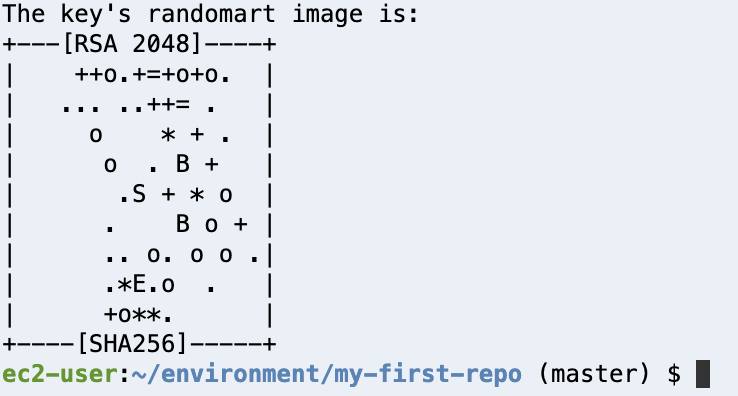 The key's randomart image is:
+---[RSA 2048]----+
|    ++o.+=+o+o.  |
|   ... ..++= .   |
|     o    * + .  |
|      o  . B +   |
|       .S + * o  |
|      .    B o + |
|      .. o. o o .|
|      .*E.o  .   |
|      +o**.      |
+----[SHA256]-----+
ec2-user:~/environment/my-first-repo (master) $